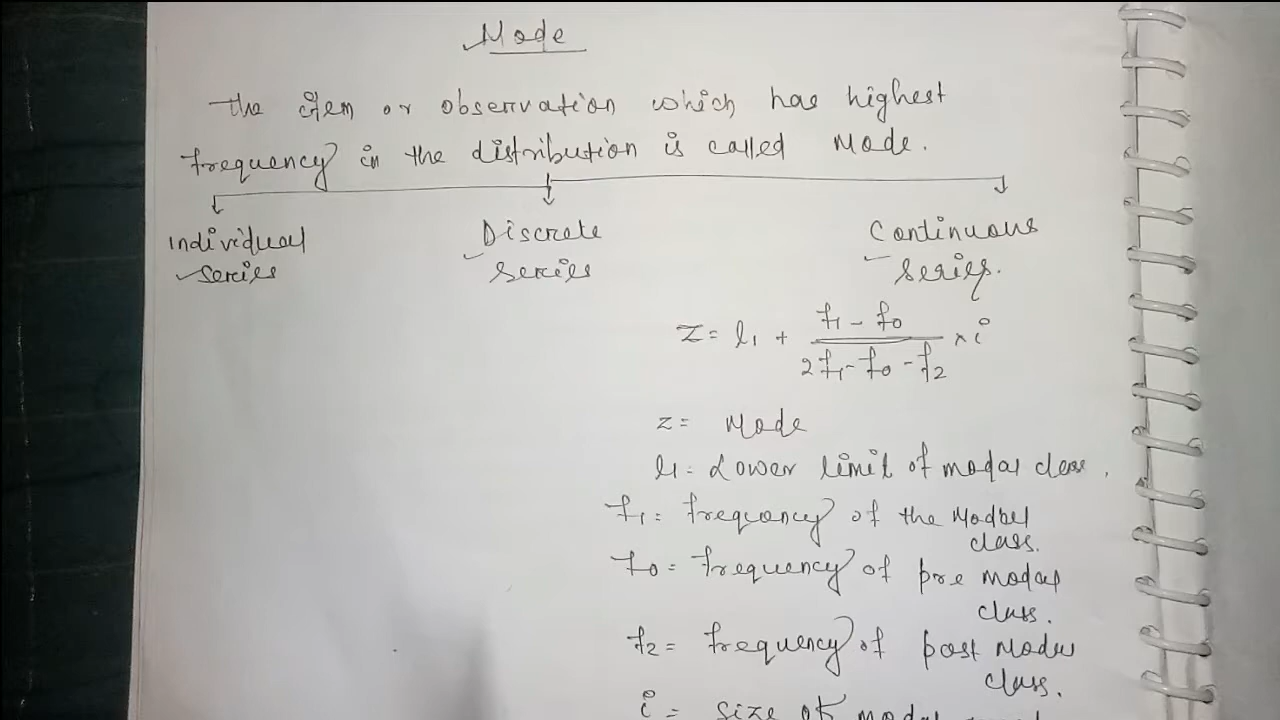 Mode
The item or observation which has highest
frequency in the distribution is called Mode.
Individual
series
Discrete
series
Continuous
series.
Z = l₁ + (f₁ - f₀) / (2f₁ - f₀ - f₂) × i
Z = Mode
l₁ = Lower limit of modal class.
f₁ = frequency of the Modal
class.
f₀ = frequency of pre modal
class.
f₂ = frequency of post Modal
class.
i = size of modal